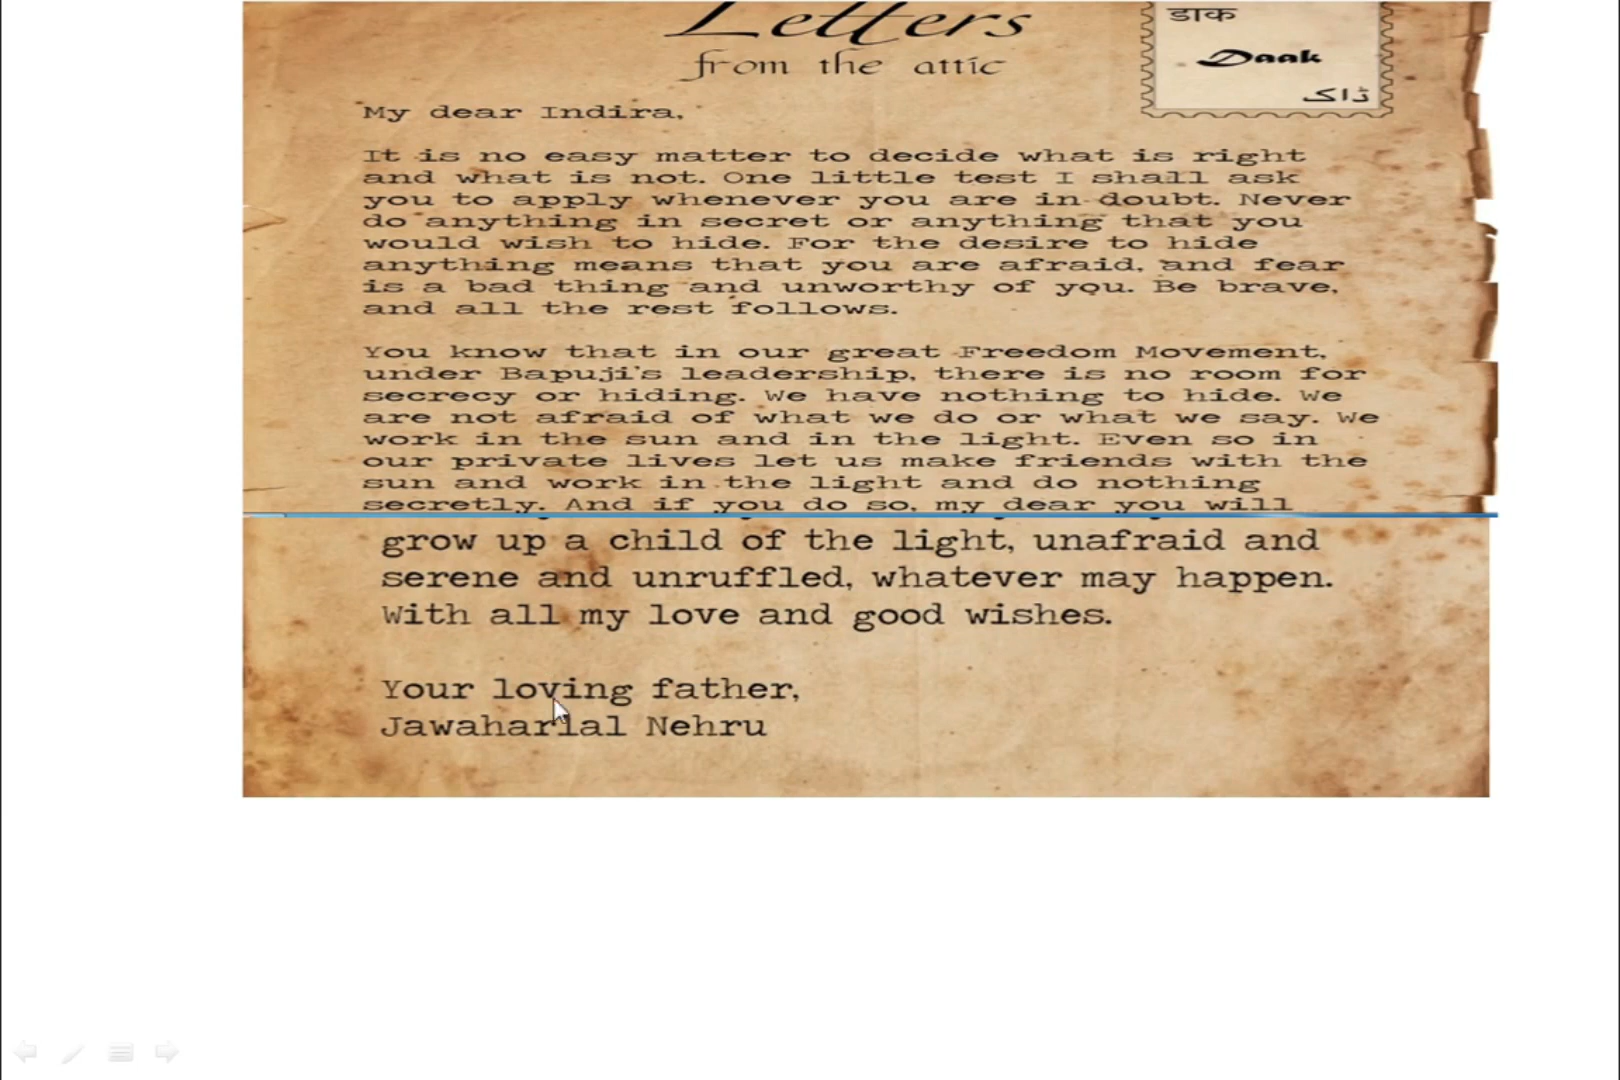 Letters
from the attic
डाक
Daak
ڈاک
My dear Indira,
It is no easy matter to decide what is right
and what is not. One little test I shall ask
you to apply whenever you are in doubt. Never
do anything in secret or anything that you
would wish to hide. For the desire to hide
anything means that you are afraid, and fear
is a bad thing and unworthy of you. Be brave,
and all the rest follows.
You know that in our great Freedom Movement,
under Bapuji's leadership, there is no room for
secrecy or hiding. We have nothing to hide. We
are not afraid of what we do or what we say. We
work in the sun and in the light. Even so in
our private lives let us make friends with the
sun and work in the light and do nothing
secretly. And if you do so, my dear you will
grow up a child of the light, unafraid and
serene and unruffled, whatever may happen.
With all my love and good wishes.
Your loving father,
Jawaharlal Nehru